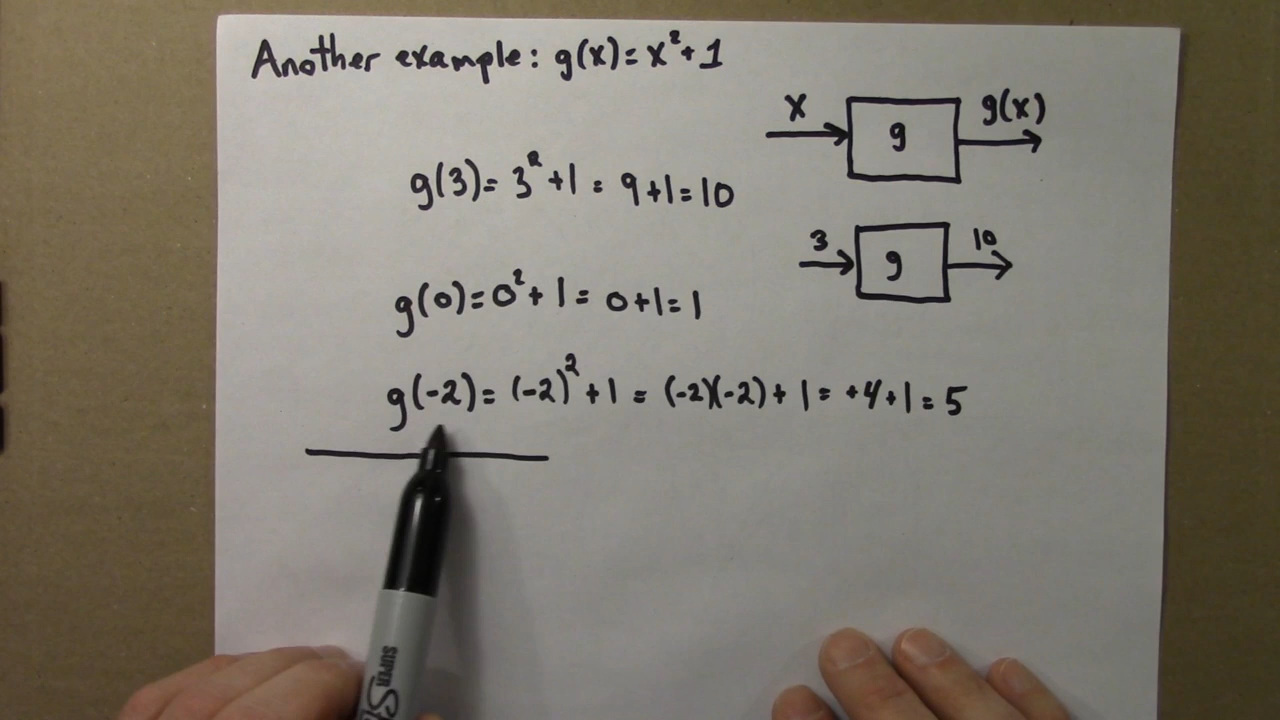 Another example: g(x)=x²+1
x g g(x)
g(3)=3²+1=9+1=10
3 g 10
g(0)=0²+1=0+1=1
g(-2)=(-2)²+1=(-2)(-2)+1=+4+1=5
SUPER